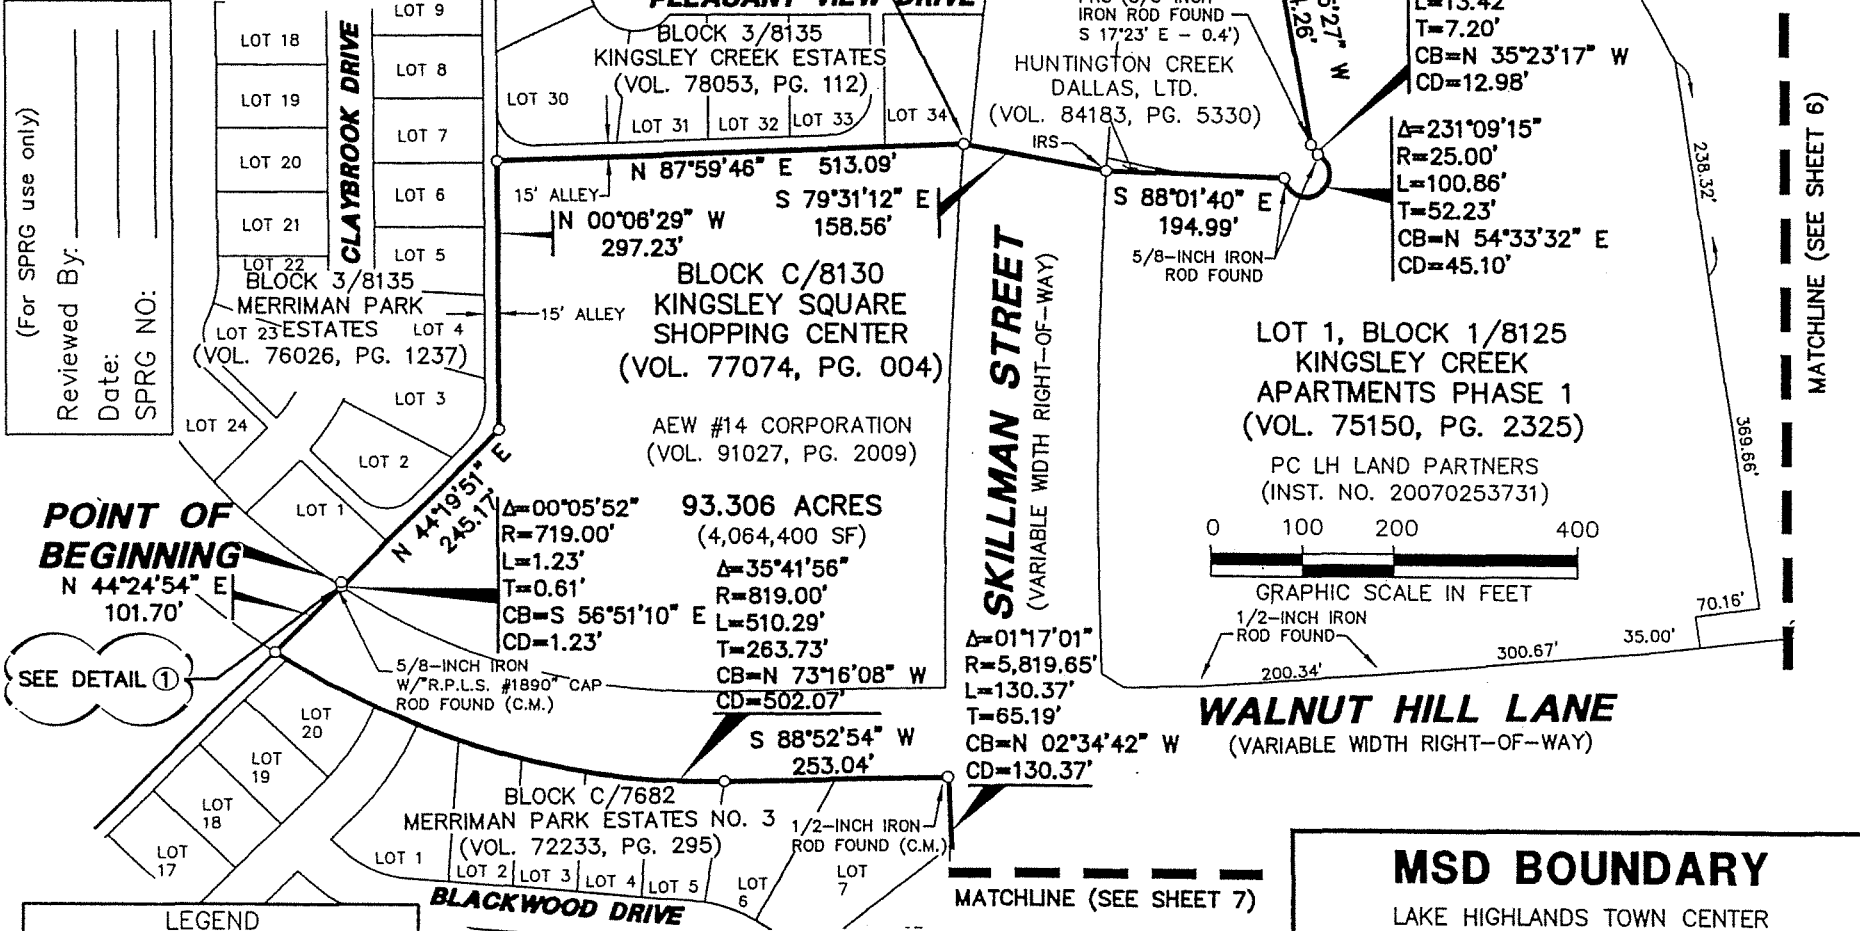 (For SPRG use only)
Reviewed By:
Date:
SPRG NO:
LOT 18
LOT 19
LOT 20
LOT 21
LOT 22
CLAYBROOK DRIVE
LOT 9
LOT 8
LOT 7
LOT 6
LOT 5
BLOCK 3/8135
MERRIMAN PARK
ESTATES
(VOL. 76026, PG. 1237)
LOT 23
LOT 4
LOT 3
LOT 24
LOT 2
LOT 1
PLEASANT VIEW DRIVE
BLOCK 3/8135
KINGSLEY CREEK ESTATES
(VOL. 78053, PG. 112)
LOT 30
LOT 31
LOT 32
LOT 33
LOT 34
N 87°59'46" E 513.09'
15' ALLEY
N 00°06'29" W
297.23'
15' ALLEY
S 79°31'12" E
158.56'
BLOCK C/8130
KINGSLEY SQUARE
SHOPPING CENTER
(VOL. 77074, PG. 004)
AEW #14 CORPORATION
(VOL. 91027, PG. 2009)
93.306 ACRES
(4,064,400 SF)
IRON ROD FOUND
S 17°23' E - 0.4')
HUNTINGTON CREEK
DALLAS, LTD.
(VOL. 84183, PG. 5330)
IRS
S 88°01'40" E
194.99'
5/8-INCH IRON
ROD FOUND
L=13.42'
T=7.20'
CB=N 35°23'17" W
CD=12.98'
Δ=231°09'15"
R=25.00'
L=100.86'
T=52.23'
CB=N 54°33'32" E
CD=45.10'
238.32'
369.66'
MATCHLINE (SEE SHEET 6)
SKILLMAN STREET
(VARIABLE WIDTH RIGHT-OF-WAY)
LOT 1, BLOCK 1/8125
KINGSLEY CREEK
APARTMENTS PHASE 1
(VOL. 75150, PG. 2325)
PC LH LAND PARTNERS
(INST. NO. 20070253731)
0 100 200 400
GRAPHIC SCALE IN FEET
1/2-INCH IRON
ROD FOUND
200.34'
300.67'
35.00'
70.16'
WALNUT HILL LANE
(VARIABLE WIDTH RIGHT-OF-WAY)
POINT OF
BEGINNING
N 44°24'54" E
101.70'
SEE DETAIL 1
N 44°19'51" E
245.17'
Δ=00°05'52"
R=719.00'
L=1.23'
T=0.61'
CB=S 56°51'10" E
CD=1.23'
5/8-INCH IRON
W/"R.P.L.S. #1890" CAP
ROD FOUND (C.M.)
Δ=35°41'56"
R=819.00'
L=510.29'
T=263.73'
CB=N 73°16'08" W
CD=502.07'
S 88°52'54" W
253.04'
Δ=01°17'01"
R=5,819.65'
L=130.37'
T=65.19'
CB=N 02°34'42" W
CD=130.37'
LOT
20
LOT
19
LOT
18
LOT
17
BLOCK C/7682
MERRIMAN PARK ESTATES NO. 3
(VOL. 72233, PG. 295)
1/2-INCH IRON
ROD FOUND (C.M.)
LOT 1
LOT 2
LOT 3
LOT 4
LOT 5
LOT
6
LOT
7
BLACKWOOD DRIVE
MATCHLINE (SEE SHEET 7)
LEGEND
MSD BOUNDARY
LAKE HIGHLANDS TOWN CENTER